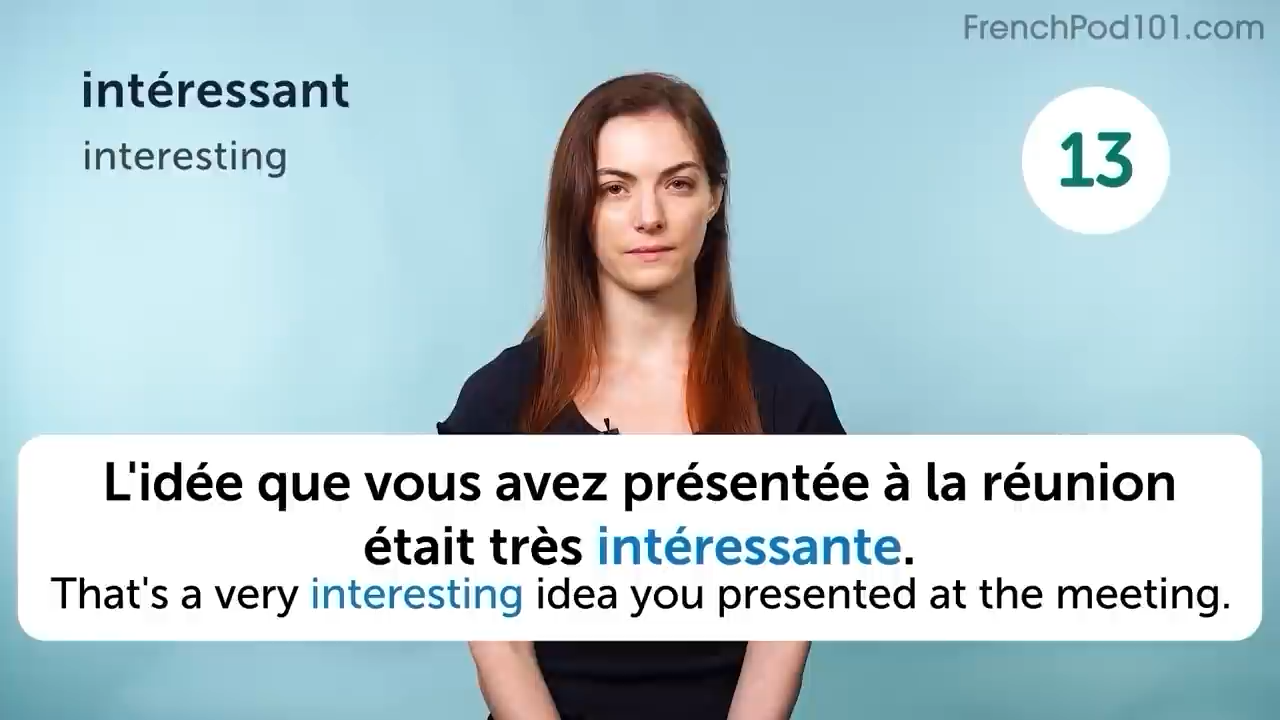 FrenchPod101.com
intéressant
interesting
13
L'idée que vous avez présentée à la réunion
était très intéressante.
That's a very interesting idea you presented at the meeting.